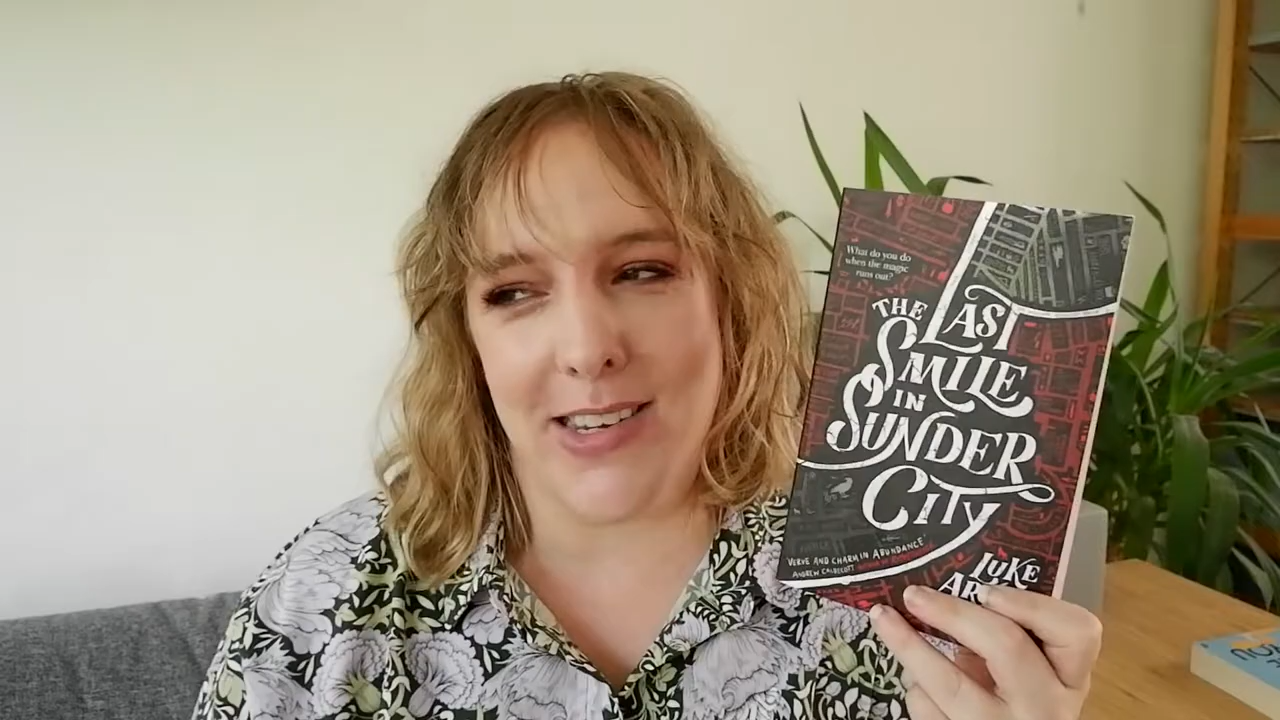 What do you do
when the magic
runs out?
THE LAST
SMILE
IN
SUNDER
CITY
'VERVE AND CHARM IN ABUNDANCE'
ANDREW CALDECOTT
LUKE